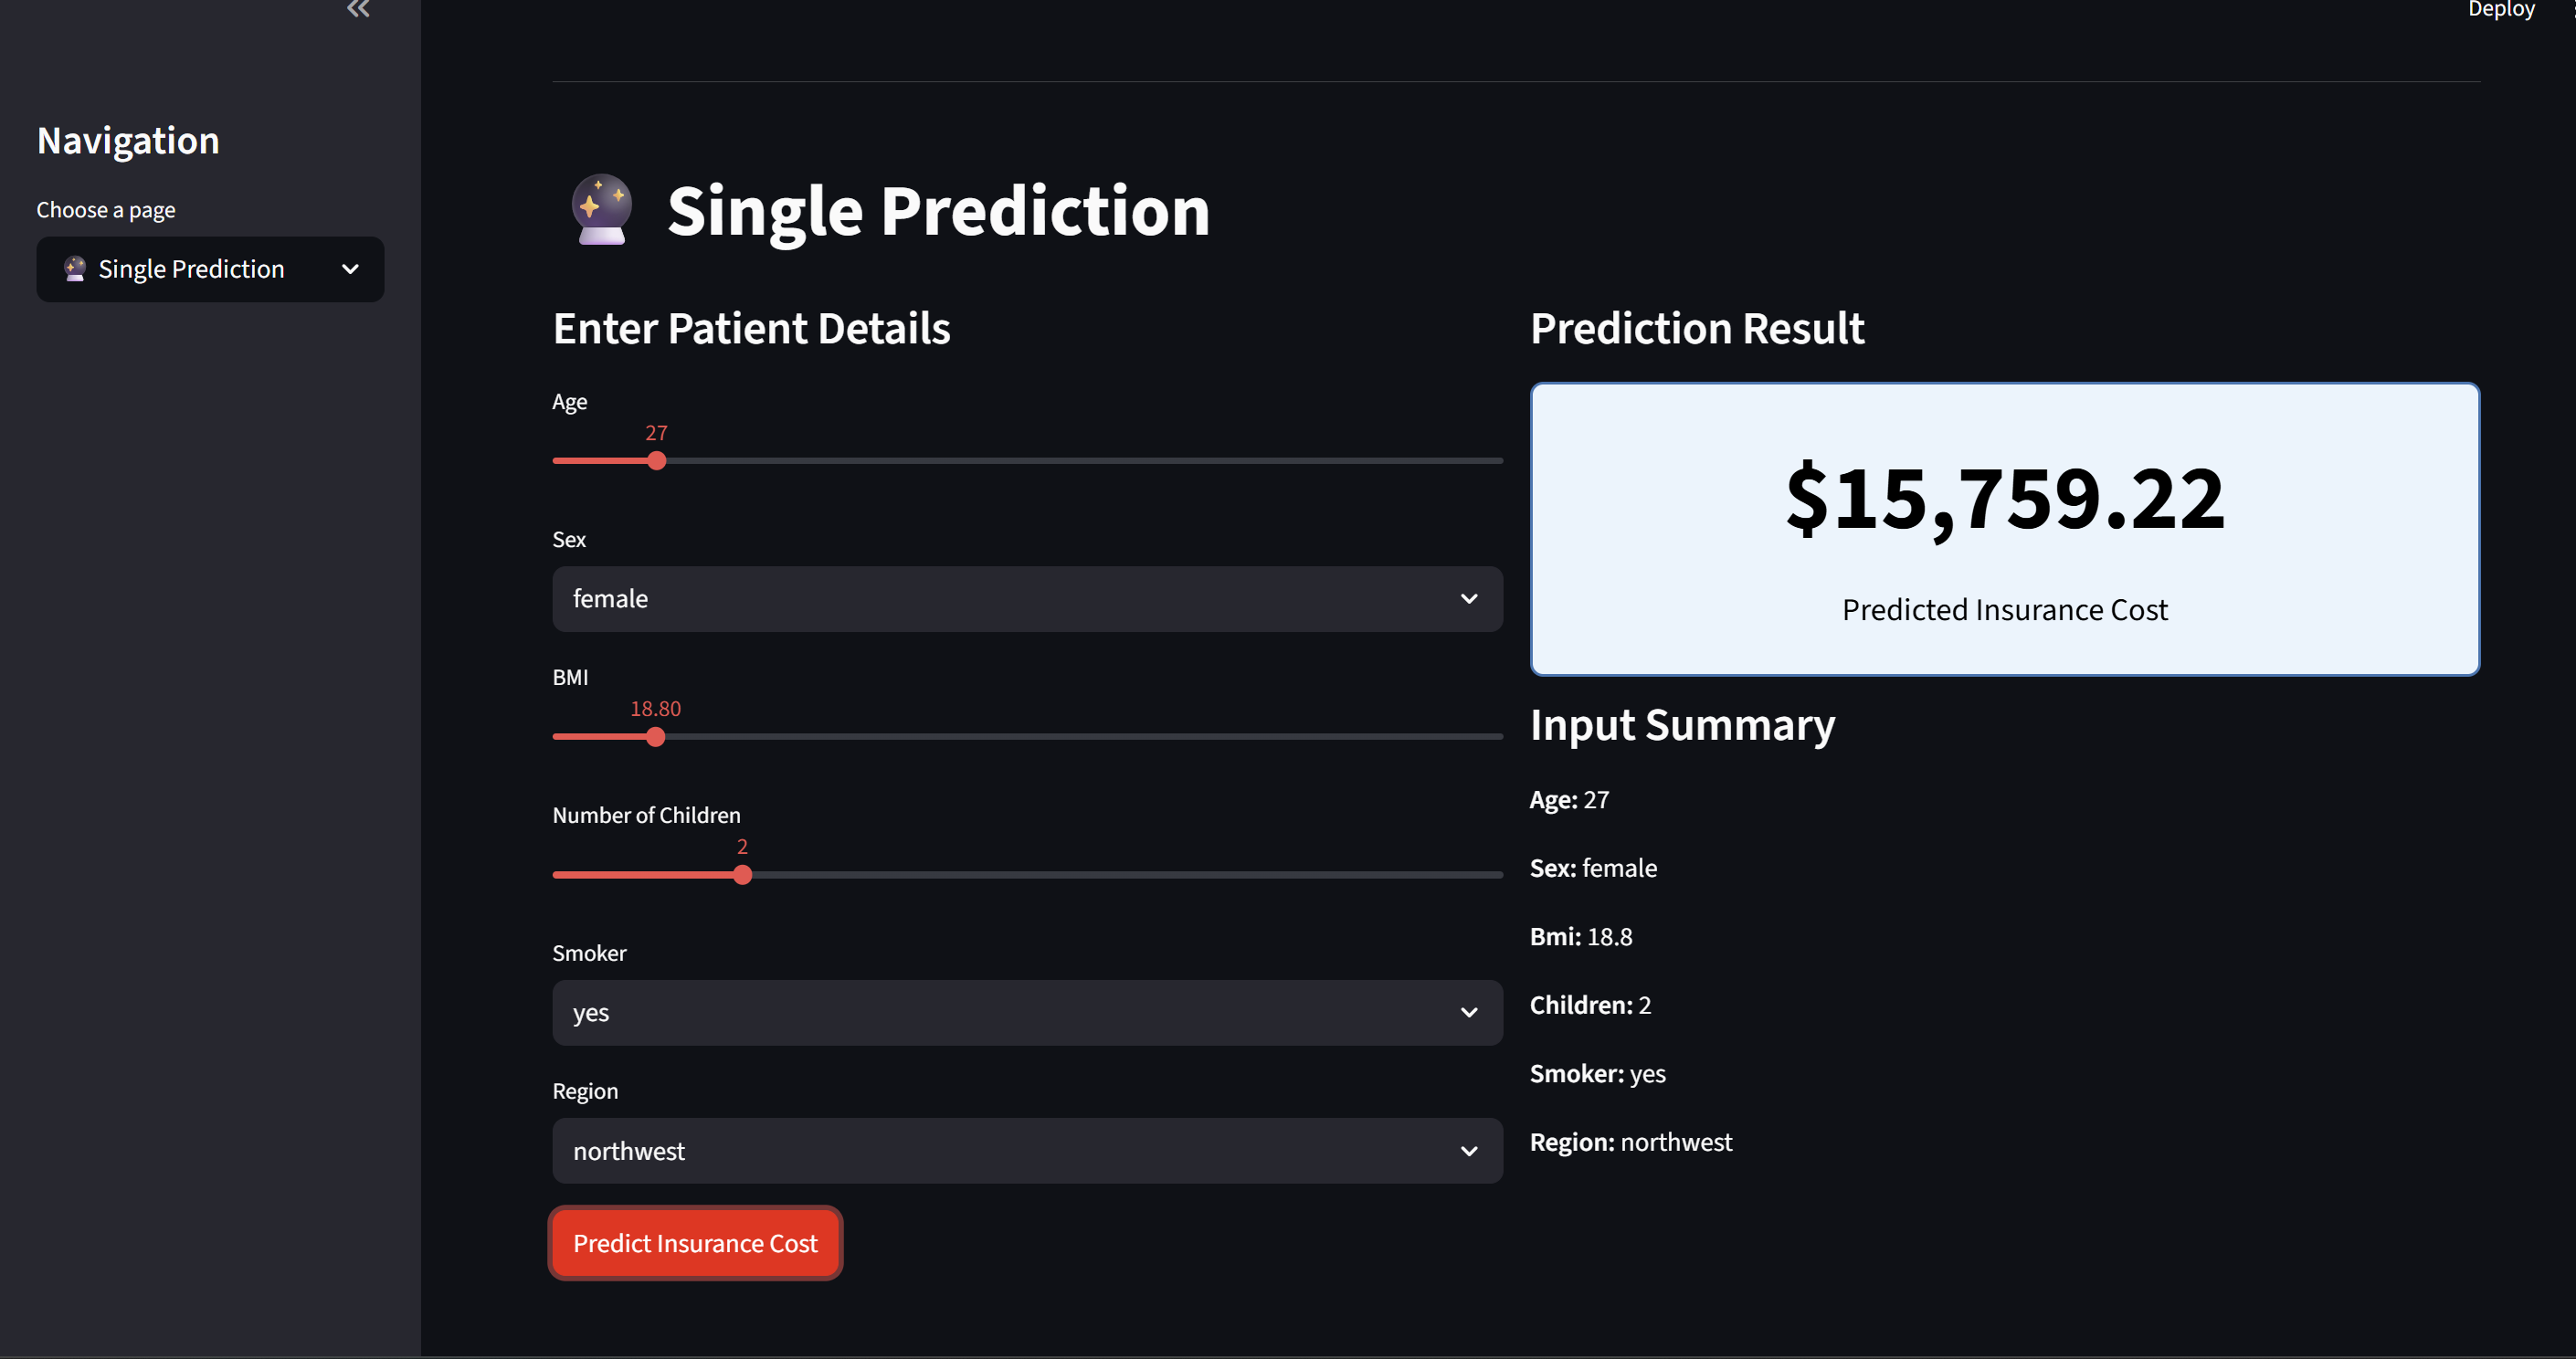 Deploy
Navigation
Choose a page
Single Prediction
Single Prediction
Enter Patient Details
Age
27
Sex
female
BMI
18.80
Number of Children
2
Smoker
yes
Region
northwest
Predict Insurance Cost
Prediction Result
$15,759.22
Predicted Insurance Cost
Input Summary
Age: 27
Sex: female
Bmi: 18.8
Children: 2
Smoker: yes
Region: northwest